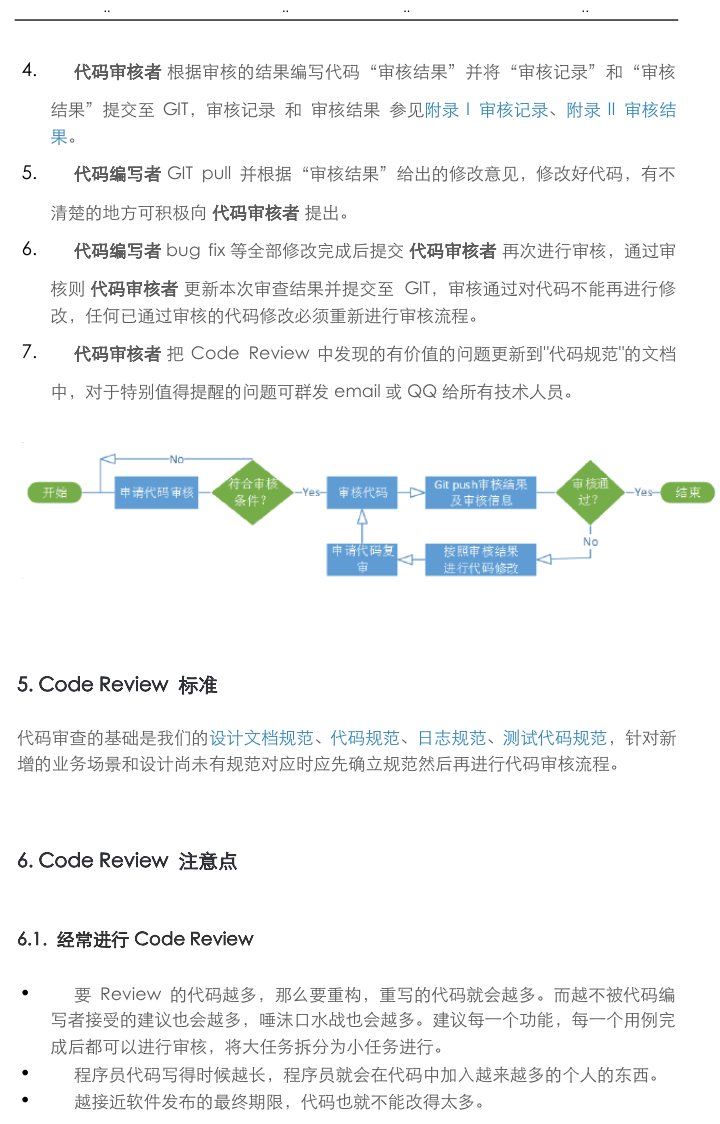 4. 代码审核者 根据审核的结果编写代码“审核结果”并将“审核记录”和“审核
结果”提交至 GIT，审核记录 和 审核结果 参见附录 I 审核记录、附录 II 审核结
果。
5. 代码编写者 GIT pull 并根据“审核结果”给出的修改意见，修改好代码，有不
清楚的地方可积极向 代码审核者 提出。
6. 代码编写者 bug fix 等全部修改完成后提交 代码审核者 再次进行审核，通过审
核则 代码审核者 更新本次审查结果并提交至 GIT，审核通过对代码不能再进行修
改，任何已通过审核的代码修改必须重新进行审核流程。
7. 代码审核者 把 Code Review 中发现的有价值的问题更新到"代码规范"的文档
中，对于特别值得提醒的问题可群发 email 或 QQ 给所有技术人员。
No
开始
申请代码审核
符合审核
条件？
Yes
审核代码
Git push审核结果
及审核信息
审核通
过？
Yes
结束
No
申请代码复
审
按照审核结果
进行代码修改
5. Code Review 标准
代码审查的基础是我们的设计文档规范、代码规范、日志规范、测试代码规范，针对新
增的业务场景和设计尚未有规范对应时应先确立规范然后再进行代码审核流程。
6. Code Review 注意点
6.1. 经常进行 Code Review
• 要 Review 的代码越多，那么要重构，重写的代码就会越多。而越不被代码编
写者接受的建议也会越多，唾沫口水战也会越多。建议每一个功能，每一个用例完
成后都可以进行审核，将大任务拆分为小任务进行。
• 程序员代码写得时候越长，程序员就会在代码中加入越来越多的个人的东西。
• 越接近软件发布的最终期限，代码也就不能改得太多。